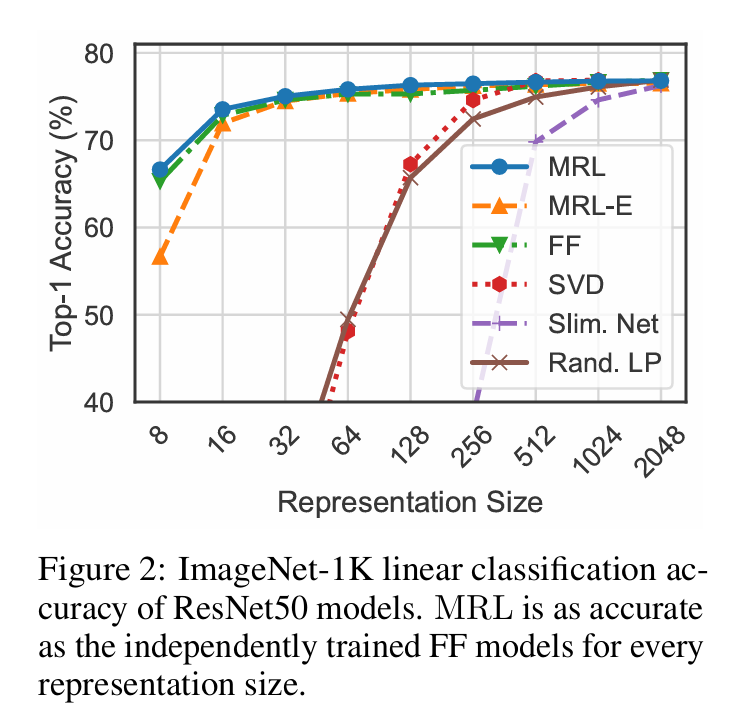 80
70
60
50
40
Top-1 Accuracy (%)
8
16
32
64
128
256
512
1024
2048
Representation Size
MRL
MRL-E
FF
SVD
Slim. Net
Rand. LP
Figure 2: ImageNet-1K linear classification ac-
curacy of ResNet50 models. MRL is as accurate
as the independently trained FF models for every
representation size.